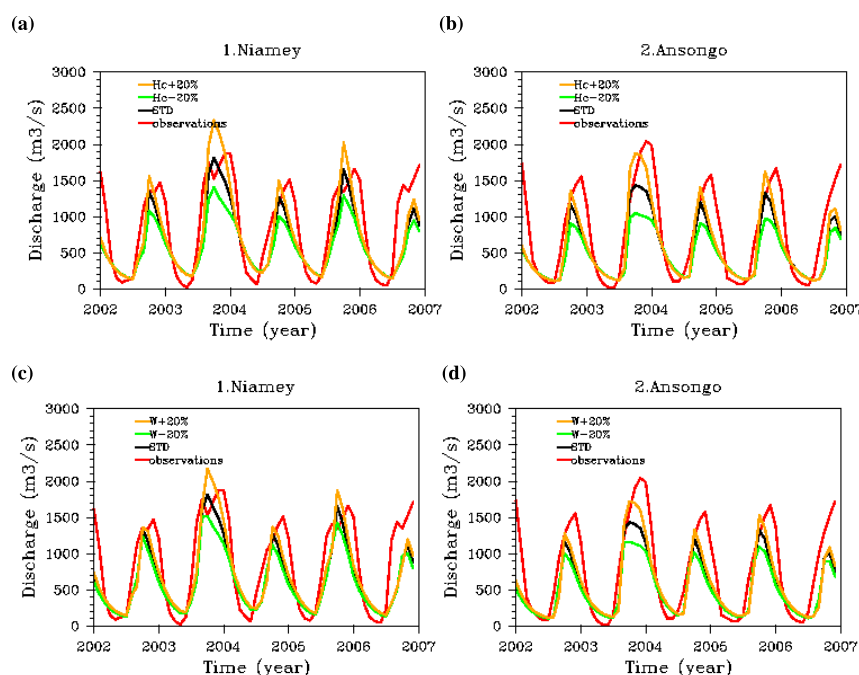 (a)
1.Niamey
Discharge (m3/s)
3000
2500
2000
1500
1000
500
0
Hc+20%
Hc-20%
STD
observations
2002 2003 2004 2005 2006 2007
Time (year)
(b)
2.Ansongo
Discharge (m3/s)
3000
2500
2000
1500
1000
500
0
Hc+20%
Hc-20%
STD
observations
2002 2003 2004 2005 2006 2007
Time (year)
(c)
1.Niamey
Discharge (m3/s)
3000
2500
2000
1500
1000
500
0
W+20%
W-20%
STD
observations
2002 2003 2004 2005 2006 2007
Time (year)
(d)
2.Ansongo
Discharge (m3/s)
3000
2500
2000
1500
1000
500
0
W+20%
W-20%
STD
observations
2002 2003 2004 2005 2006 2007
Time (year)